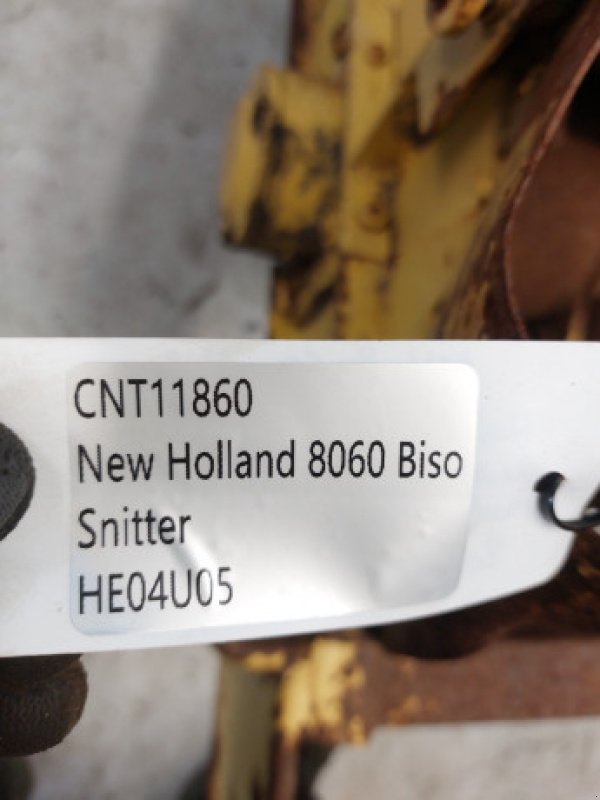 CNT11860
New Holland 8060 Biso
Snitter
HE04U05